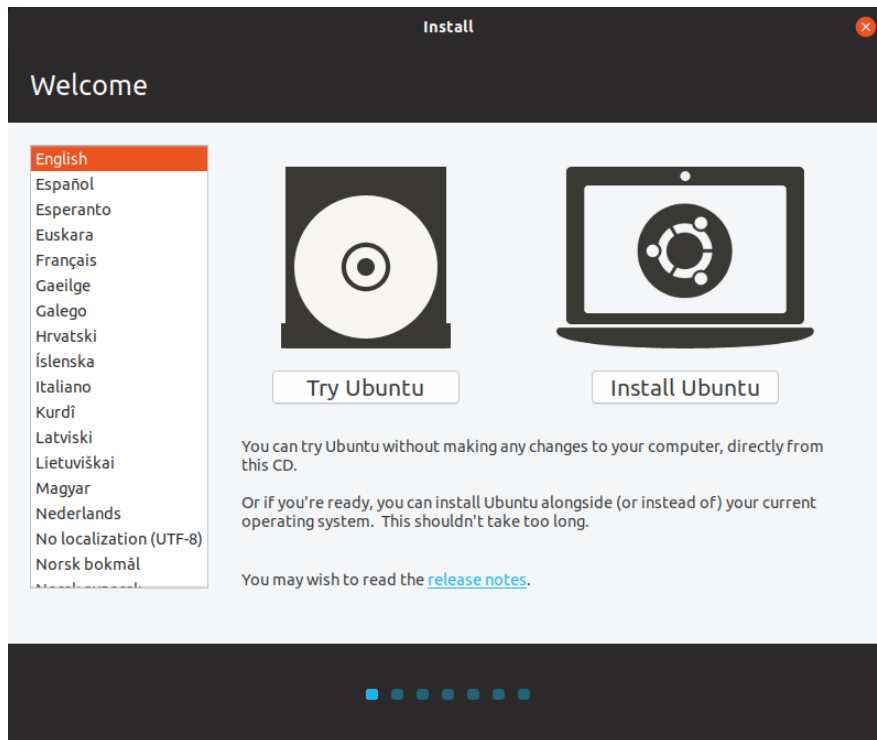 Install
Welcome
English
Español
Esperanto
Euskara
Français
Gaeilge
Galego
Hrvatski
Íslenska
Italiano
Kurdî
Latviski
Lietuviškai
Magyar
Nederlands
No localization (UTF-8)
Norsk bokmål
Try Ubuntu
Install Ubuntu
You can try Ubuntu without making any changes to your computer, directly from
this CD.
Or if you're ready, you can install Ubuntu alongside (or instead of) your current
operating system. This shouldn't take too long.
You may wish to read the release notes.